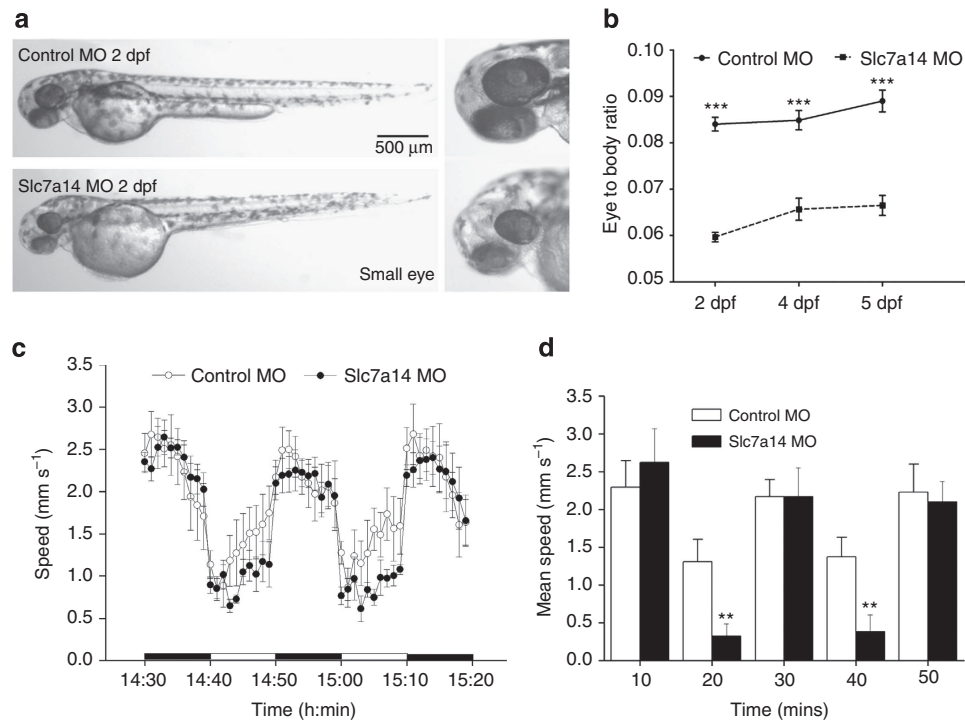 a
Control MO 2 dpf
500 μm
Slc7a14 MO 2 dpf
Small eye
b
Eye to body ratio
0.10
0.09
0.08
0.07
0.06
0.05
Control MO
Slc7a14 MO
***
***
***
2 dpf
4 dpf
5 dpf
c
Speed (mm s⁻¹)
3.5
3.0
2.5
2.0
1.5
1.0
0.5
0.0
Control MO
Slc7a14 MO
14:30
14:40
14:50
15:00
15:10
15:20
Time (h:min)
d
Mean speed (mm s⁻¹)
3.5
3.0
2.5
2.0
1.5
1.0
0.5
0.0
Control MO
Slc7a14 MO
**
**
10
20
30
40
50
Time (mins)